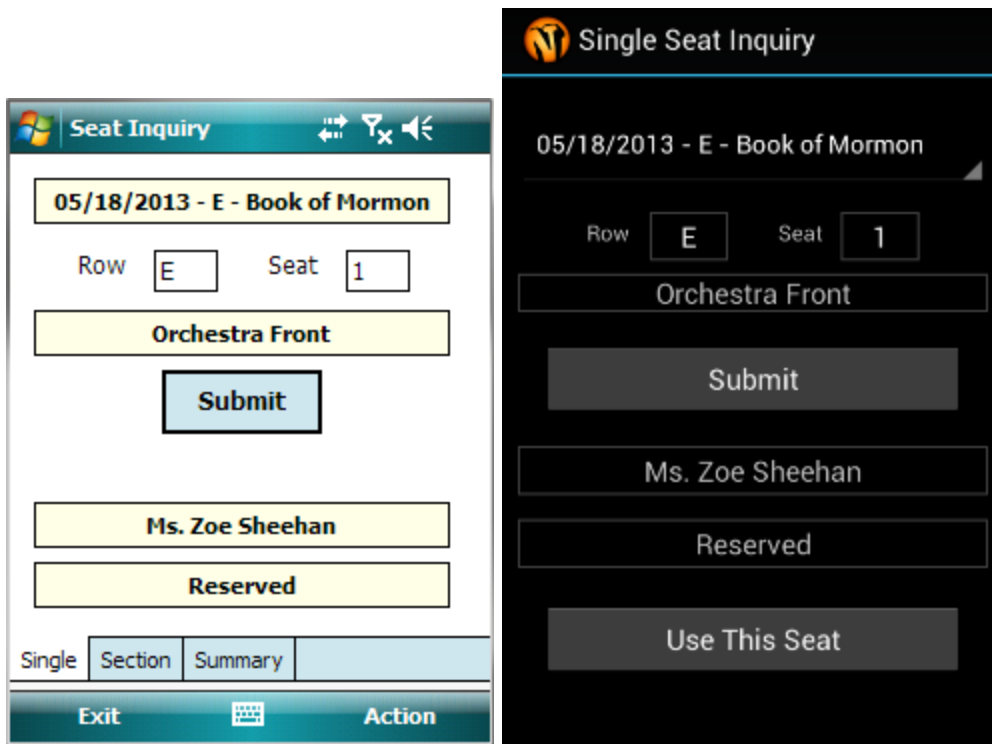 Seat Inquiry
05/18/2013 - E - Book of Mormon
Row E Seat 1
Orchestra Front
Submit
Ms. Zoe Sheehan
Reserved
Single Section Summary
Exit Action
N Single Seat Inquiry
05/18/2013 - E - Book of Mormon
Row E Seat 1
Orchestra Front
Submit
Ms. Zoe Sheehan
Reserved
Use This Seat